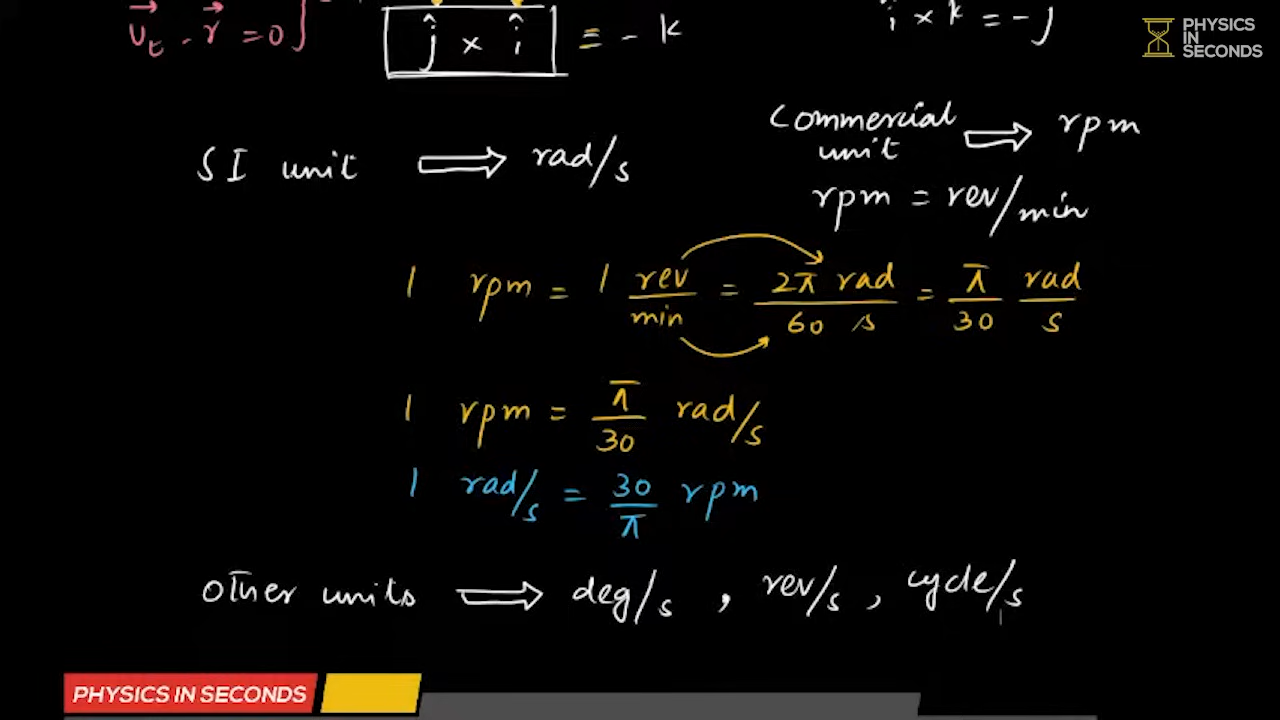 v⃗ₜ · r⃗ = 0]
ĵ × î = -k
i × k = -j
PHYSICS
IN
SECONDS
SI unit ⟹ rad/s
Commercial unit ⟹ rpm
rpm = rev/min
1 rpm = 1 rev/min = 2π rad / 60 s = π/30 rad/s
1 rpm = π/30 rad/s
1 rad/s = 30/π rpm
Other units ⟹ deg/s , rev/s , cycle/s
PHYSICS IN SECONDS